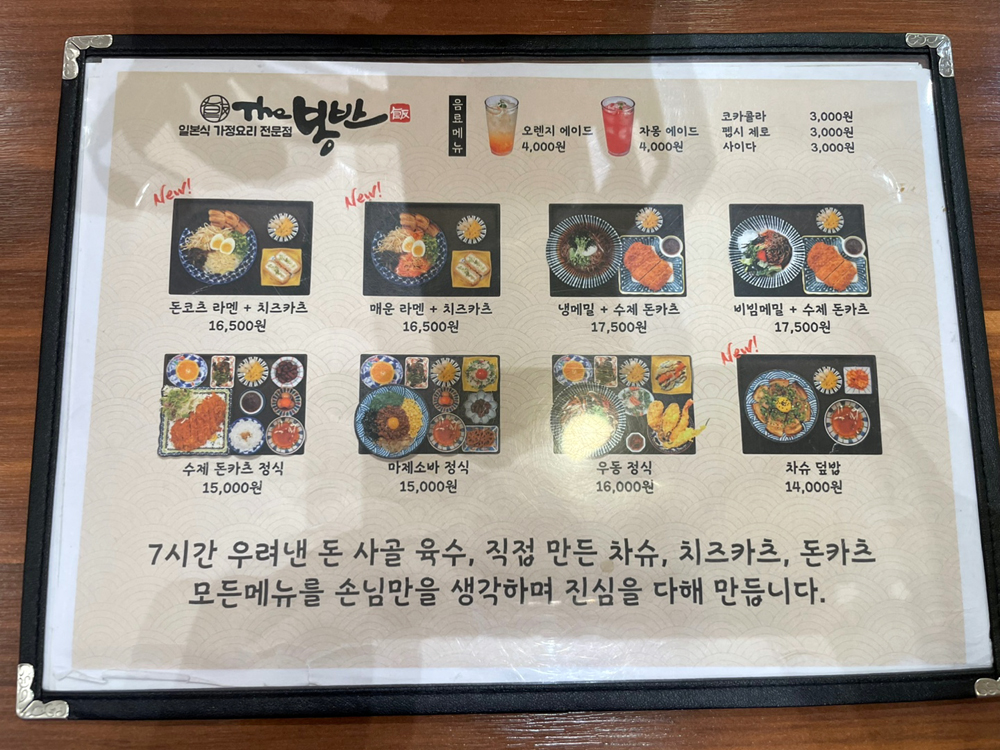 The 봉반 飯
일본식 가정요리 전문점
음료메뉴
오렌지 에이드
4,000원
자몽 에이드
4,000원
코카콜라 3,000원
펩시 제로 3,000원
사이다 3,000원
New!
돈코츠 라멘 + 치즈카츠
16,500원
New!
매운 라멘 + 치즈카츠
16,500원
냉메밀 + 수제 돈카츠
17,500원
비빔메밀 + 수제 돈카츠
17,500원
수제 돈카츠 정식
15,000원
마제소바 정식
15,000원
우동 정식
16,000원
New!
차슈 덮밥
14,000원
7시간 우려낸 돈 사골 육수, 직접 만든 차슈, 치즈카츠, 돈카츠
모든메뉴를 손님만을 생각하며 진심을 다해 만듭니다.